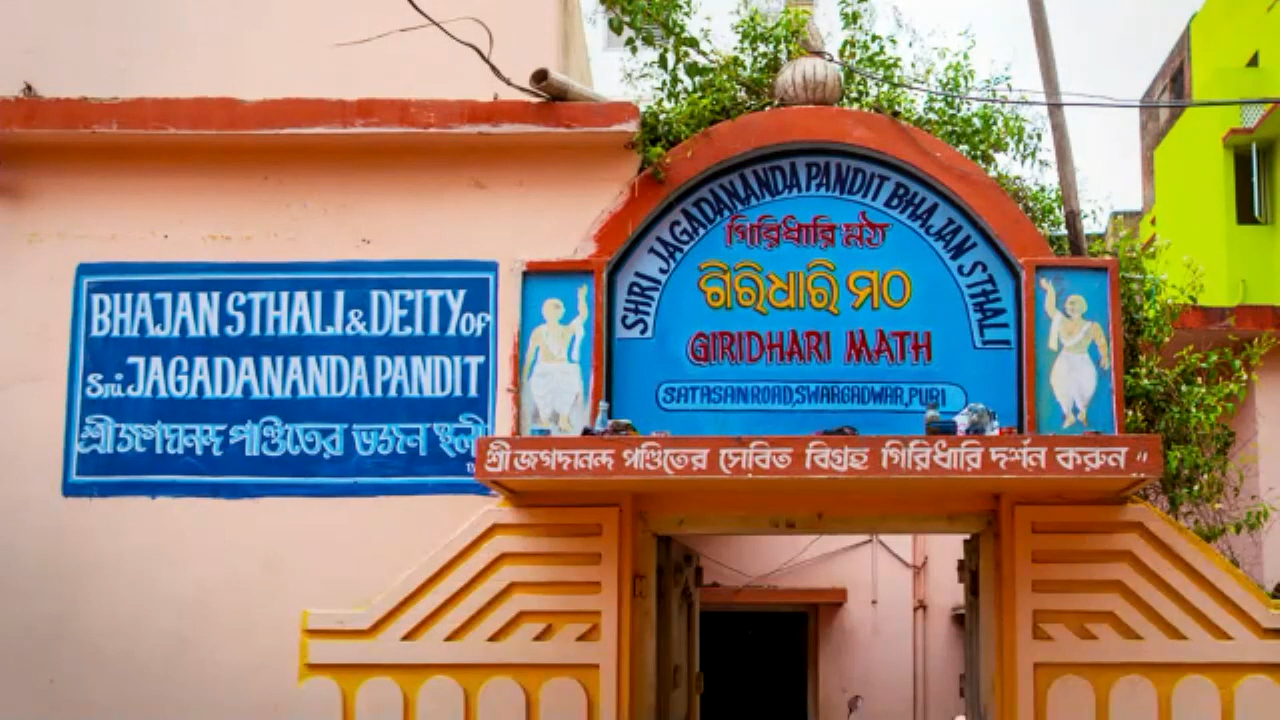 BHAJAN STHALI & DEITY of
Sri JAGADANANDA PANDIT
শ্রী জগদানন্দ পণ্ডিতের ভজন স্থলী
SHRI JAGADANANDA PANDIT BHAJAN STHALI
গিরিধারি মঠ
ଗିରିଧାରି ମଠ
GIRIDHARI MATH
SATASAN ROAD, SWARGADWAR, PURI
শ্রী জগদানন্দ পণ্ডিতের সেবিত বিগ্রহ গিরিধারি দর্শন করুন "